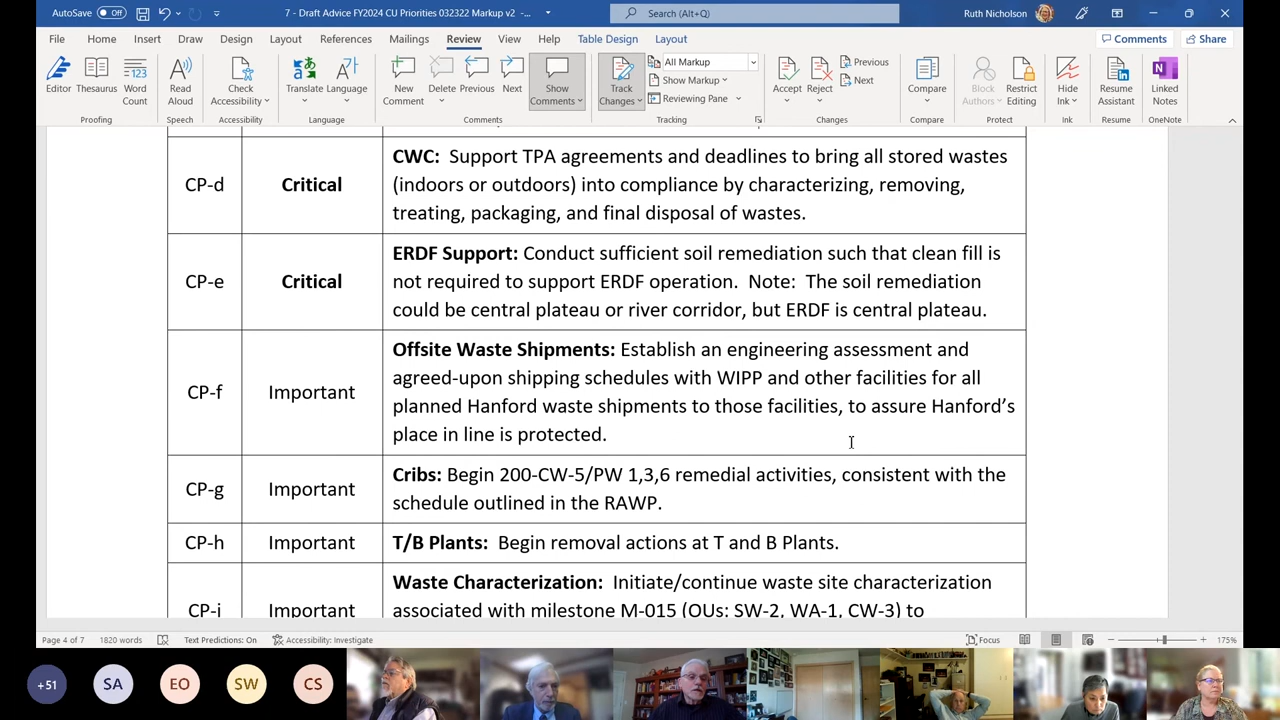 AutoSave Off 7 - Draft Advice FY2024 CU Priorities 032322 Markup v2 - ... Search (Alt+Q) Ruth Nicholson
File Home Insert Draw Design Layout References Mailings Review View Help Table Design Layout Comments Share
Editor Thesaurus Word Count Read Aloud Check Accessibility Translate Language New Comment Delete Previous Next Show Comments Track Changes All Markup Show Markup Reviewing Pane Accept Reject Previous Next Compare Block Authors Restrict Editing Hide Ink Resume Assistant Linked Notes
Proofing Speech Accessibility Language Comments Tracking Changes Compare Protect Ink Resume OneNote
CP-d Critical CWC: Support TPA agreements and deadlines to bring all stored wastes
(indoors or outdoors) into compliance by characterizing, removing,
treating, packaging, and final disposal of wastes.
CP-e Critical ERDF Support: Conduct sufficient soil remediation such that clean fill is
not required to support ERDF operation. Note: The soil remediation
could be central plateau or river corridor, but ERDF is central plateau.
CP-f Important Offsite Waste Shipments: Establish an engineering assessment and
agreed-upon shipping schedules with WIPP and other facilities for all
planned Hanford waste shipments to those facilities, to assure Hanford's
place in line is protected.
CP-g Important Cribs: Begin 200-CW-5/PW 1,3,6 remedial activities, consistent with the
schedule outlined in the RAWP.
CP-h Important T/B Plants: Begin removal actions at T and B Plants.
CP-i Important Waste Characterization: Initiate/continue waste site characterization
associated with milestone M-015 (OUs: SW-2, WA-1, CW-3) to
Page 4 of 7 1820 words Text Predictions: On Accessibility: Investigate Focus 175%
+51 SA EO SW CS